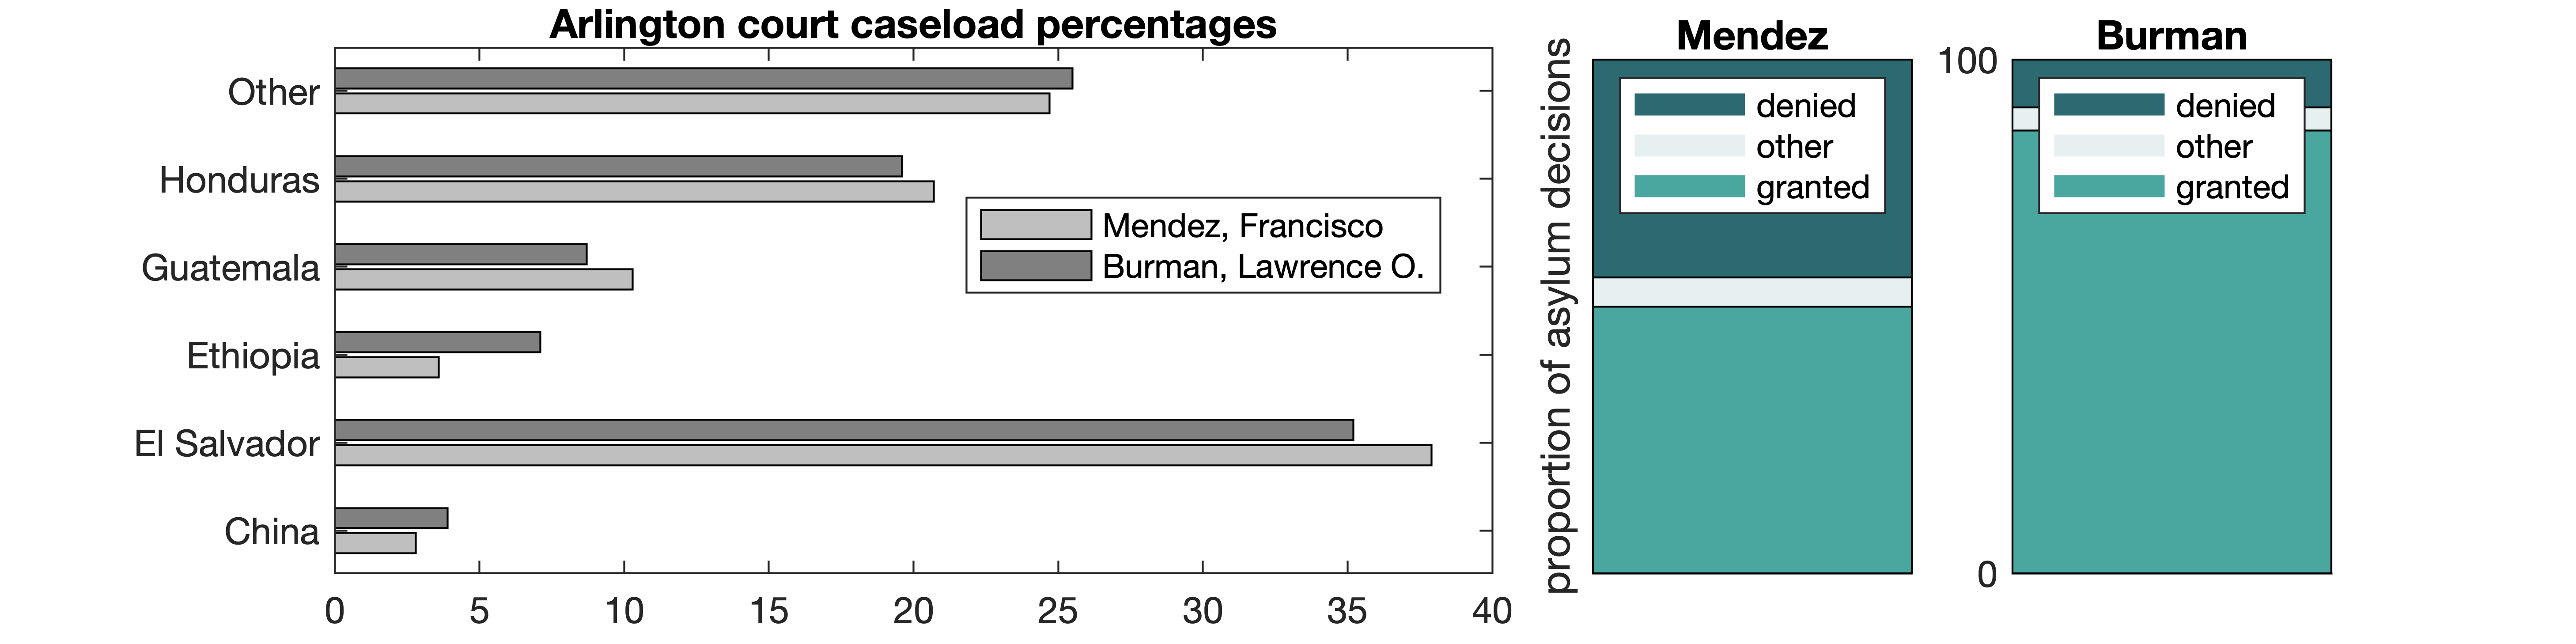 Arlington court caseload percentages
Other
Honduras
Guatemala
Ethiopia
El Salvador
China
0 5 10 15 20 25 30 35 40
Mendez, Francisco
Burman, Lawrence O.
proportion of asylum decisions
Mendez
denied
other
granted
Burman
100
0
denied
other
granted